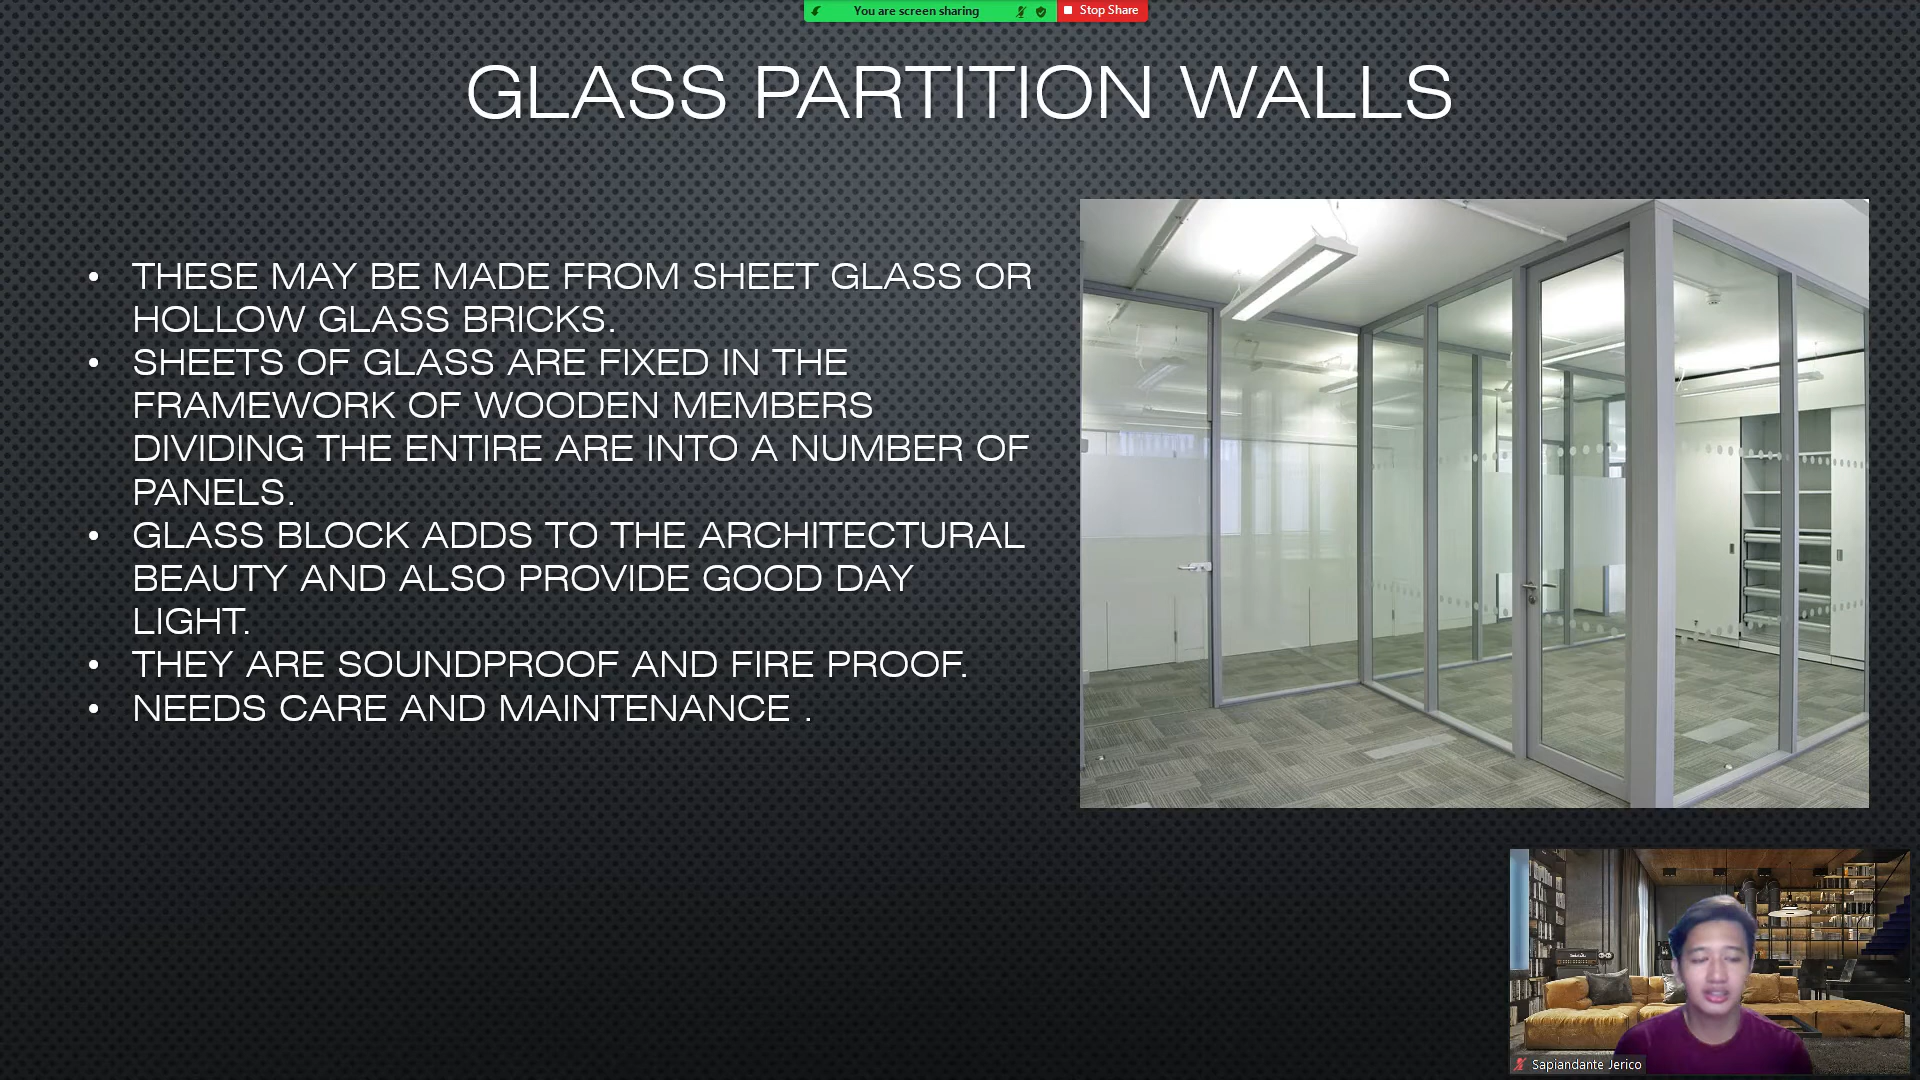 You are screen sharing
Stop Share
GLASS PARTITION WALLS
• THESE MAY BE MADE FROM SHEET GLASS OR
HOLLOW GLASS BRICKS.
• SHEETS OF GLASS ARE FIXED IN THE
FRAMEWORK OF WOODEN MEMBERS
DIVIDING THE ENTIRE ARE INTO A NUMBER OF
PANELS.
• GLASS BLOCK ADDS TO THE ARCHITECTURAL
BEAUTY AND ALSO PROVIDE GOOD DAY
LIGHT.
• THEY ARE SOUNDPROOF AND FIRE PROOF.
• NEEDS CARE AND MAINTENANCE .
Sapiandante Jerico